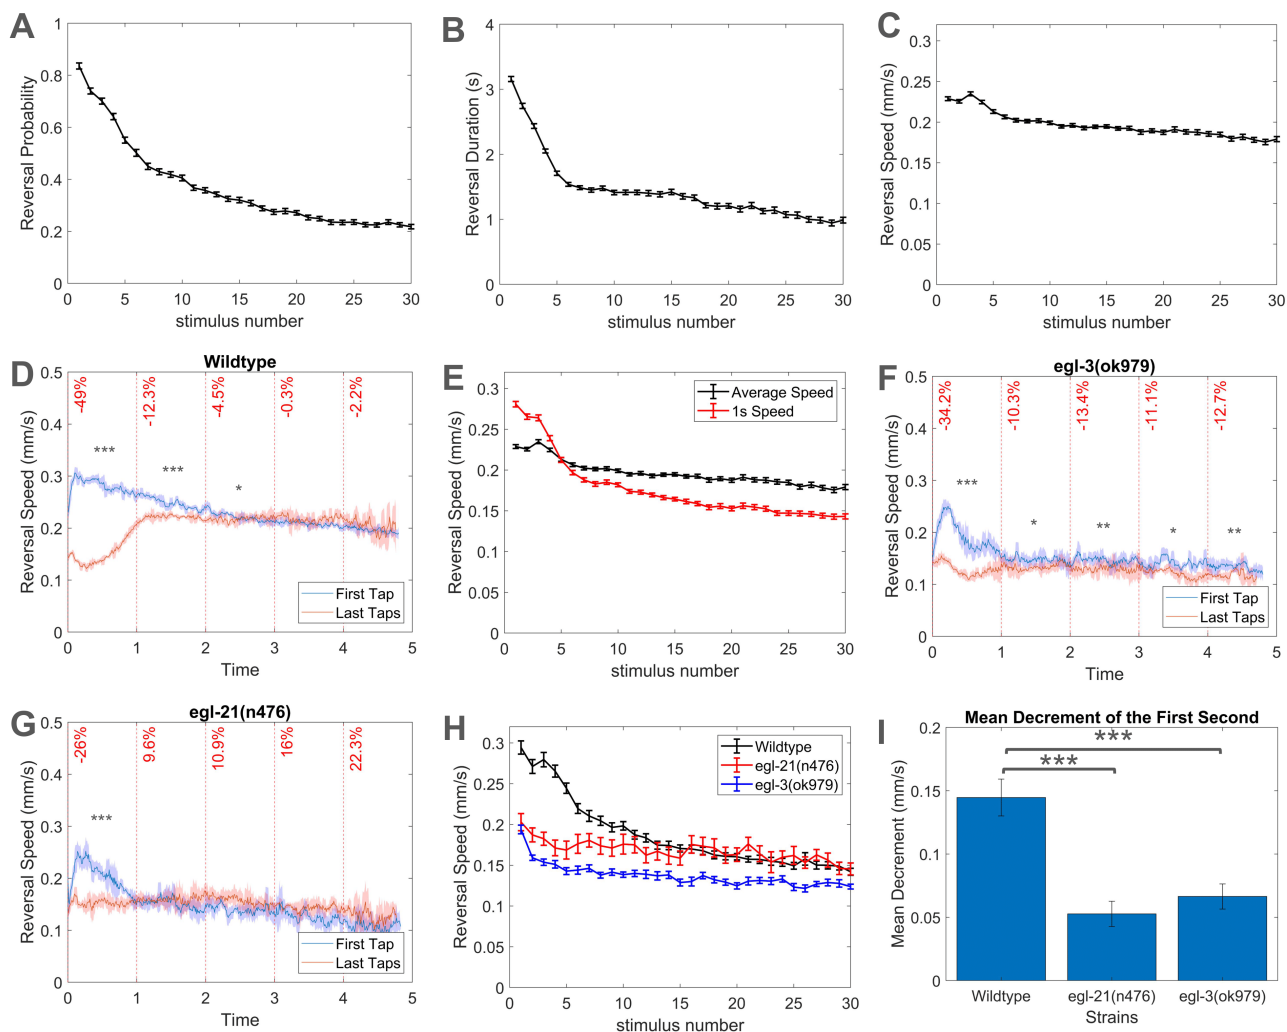 A
Reversal Probability
1
0.8
0.6
0.4
0.2
0
0 5 10 15 20 25 30
stimulus number
B
Reversal Duration (s)
4
3
2
1
0
0 5 10 15 20 25 30
stimulus number
C
Reversal Speed (mm/s)
0.3
0.25
0.2
0.15
0.1
0.05
0
0 5 10 15 20 25 30
stimulus number
D
Wildtype
Reversal Speed (mm/s)
0.5
0.4
0.3
0.2
0.1
0
-49%
-12.3%
-4.5%
-0.3%
-2.2%
***
***
*
First Tap
Last Taps
0 1 2 3 4 5
Time
E
Reversal Speed (mm/s)
0.3
0.25
0.2
0.15
0.1
0.05
0
Average Speed
1s Speed
0 5 10 15 20 25 30
stimulus number
F
egl-3(ok979)
Reversal Speed (mm/s)
0.5
0.4
0.3
0.2
0.1
0
-34.2%
-10.3%
-13.4%
-11.1%
-12.7%
***
*
**
*
**
First Tap
Last Taps
0 1 2 3 4 5
Time
G
egl-21(n476)
Reversal Speed (mm/s)
0.5
0.4
0.3
0.2
0.1
0
-26%
9.6%
10.9%
16%
22.3%
***
First Tap
Last Taps
0 1 2 3 4 5
Time
H
Reversal Speed (mm/s)
0.3
0.25
0.2
0.15
0.1
0.05
0
Wildtype
egl-21(n476)
egl-3(ok979)
0 5 10 15 20 25 30
stimulus number
I
Mean Decrement of the First Second
Mean Decrement (mm/s)
0.2
0.15
0.1
0.05
0
***
***
Wildtype egl-21(n476) egl-3(ok979)
Strains